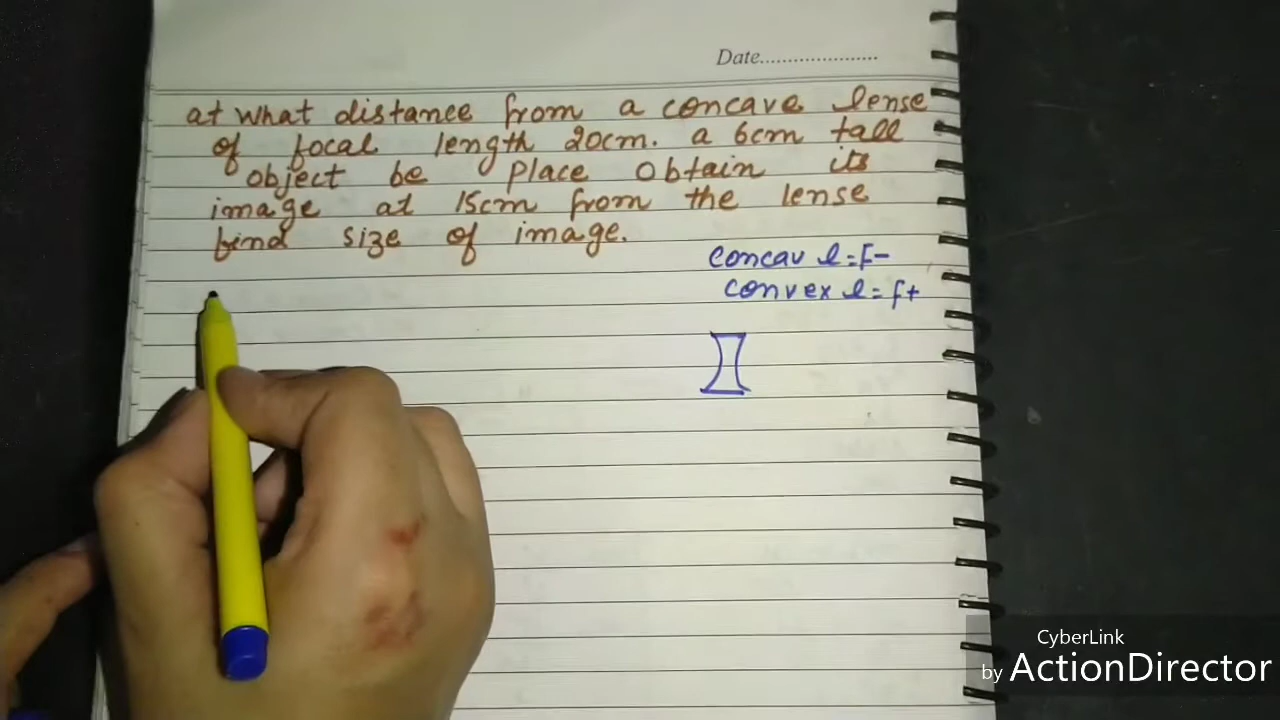 Date.....................
at what distance from a concave lense
of focal length 20cm. a 6cm tall
object be place obtain its
image at 15cm from the lense
find size of image.
concav l=F-
convex l=f+
CyberLink
by ActionDirector